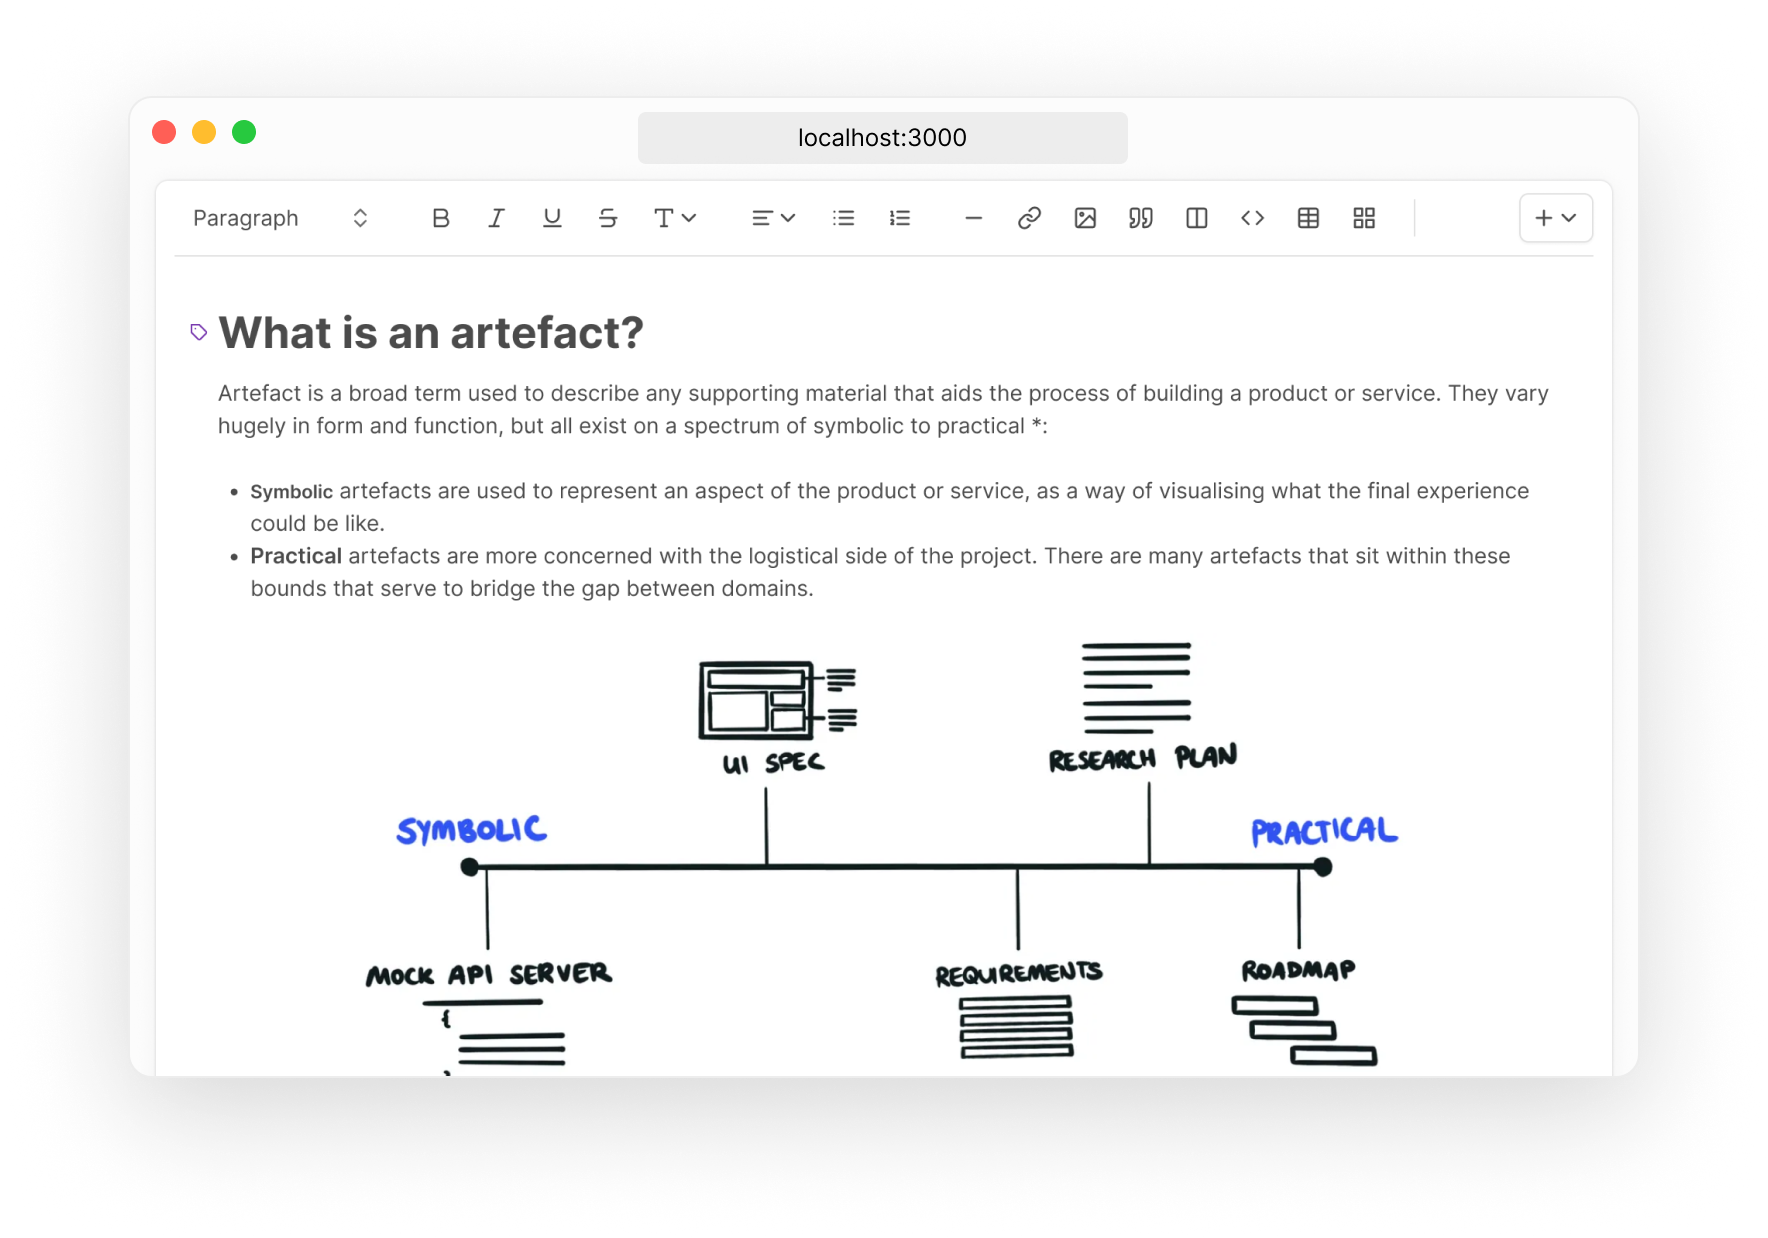 localhost:3000
Paragraph
What is an artefact?
Artefact is a broad term used to describe any supporting material that aids the process of building a product or service. They vary
hugely in form and function, but all exist on a spectrum of symbolic to practical *:
• Symbolic artefacts are used to represent an aspect of the product or service, as a way of visualising what the final experience
could be like.
• Practical artefacts are more concerned with the logistical side of the project. There are many artefacts that sit within these
bounds that serve to bridge the gap between domains.
UI SPEC
RESEARCH PLAN
SYMBOLIC
PRACTICAL
MOCK API SERVER
REQUIREMENTS
ROADMAP
{